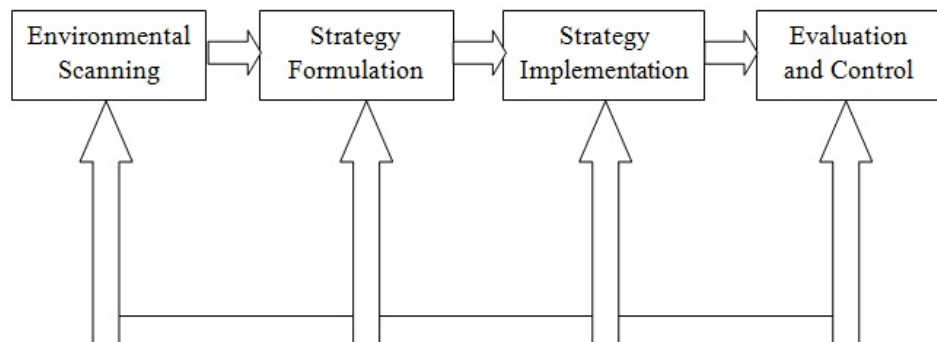 Environmental
Scanning
Strategy
Formulation
Strategy
Implementation
Evaluation
and Control